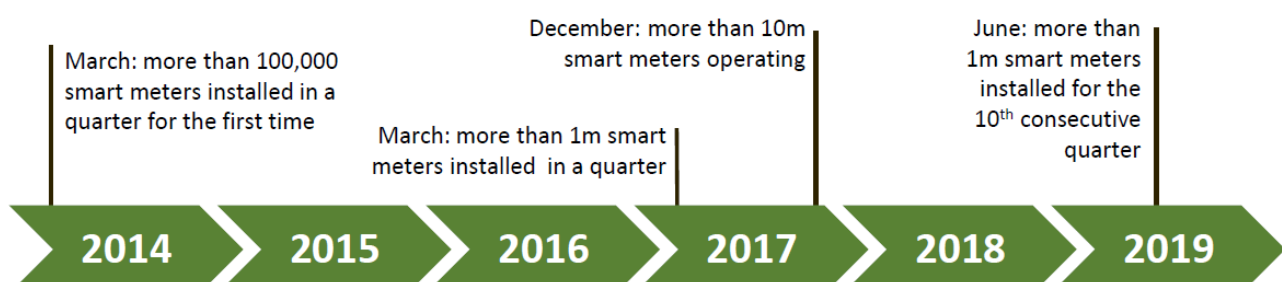 March: more than 100,000
smart meters installed in a
quarter for the first time
March: more than 1m smart
meters installed in a quarter
December: more than 10m
smart meters operating
June: more than
1m smart meters
installed for the
10th consecutive
quarter
2014
2015
2016
2017
2018
2019